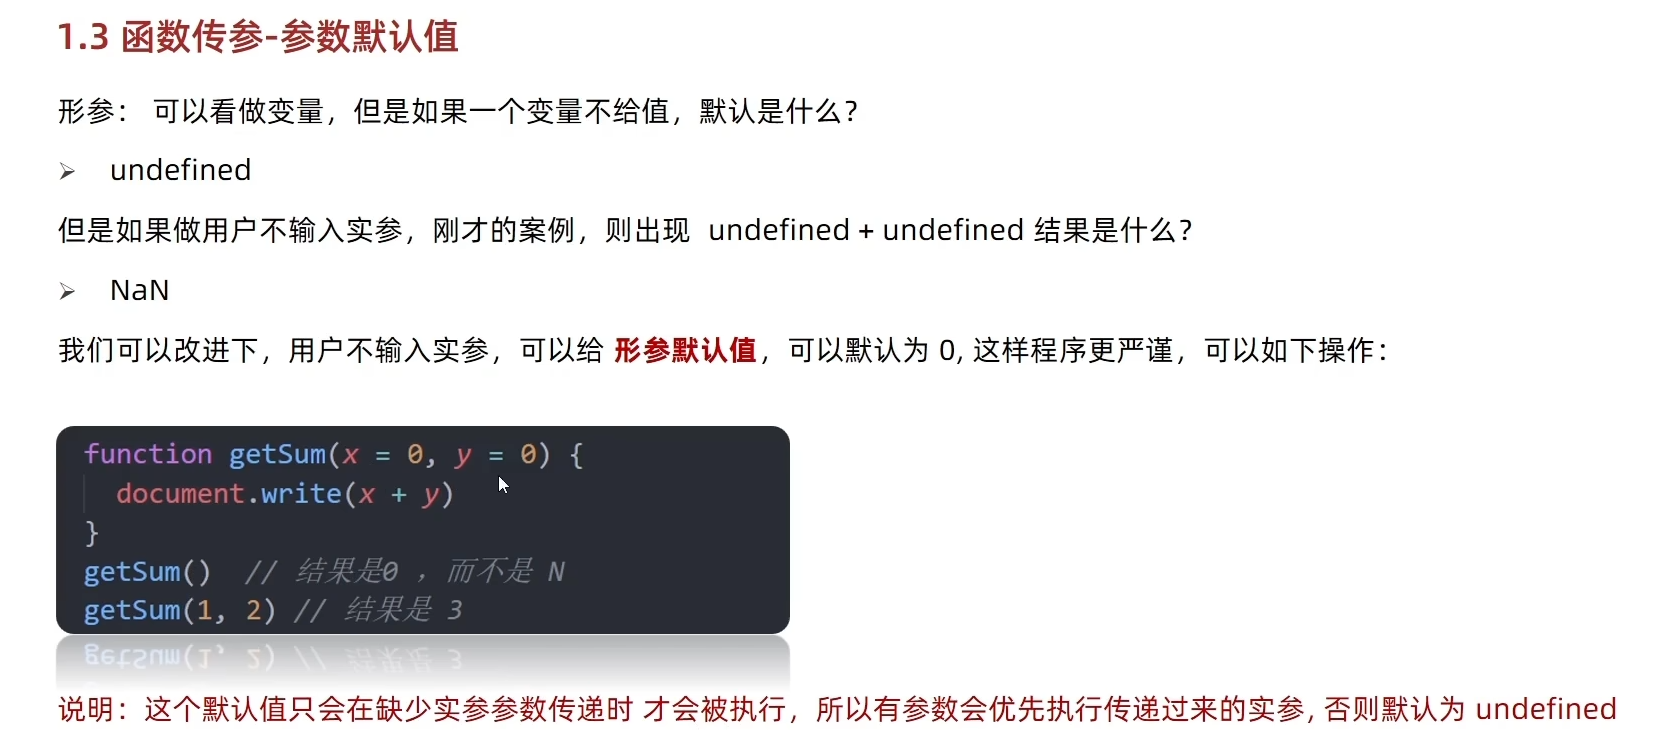 1.3 函数传参-参数默认值
形参： 可以看做变量，但是如果一个变量不给值，默认是什么？
➢ undefined
但是如果做用户不输入实参，刚才的案例，则出现 undefined + undefined 结果是什么？
➢ NaN
我们可以改进下，用户不输入实参，可以给 形参默认值，可以默认为 0, 这样程序更严谨，可以如下操作：
function getSum(x = 0, y = 0) {
  document.write(x + y)
}
getSum()  // 结果是0 ，而不是 N
getSum(1, 2) // 结果是 3
说明：这个默认值只会在缺少实参参数传递时 才会被执行，所以有参数会优先执行传递过来的实参, 否则默认为 undefined